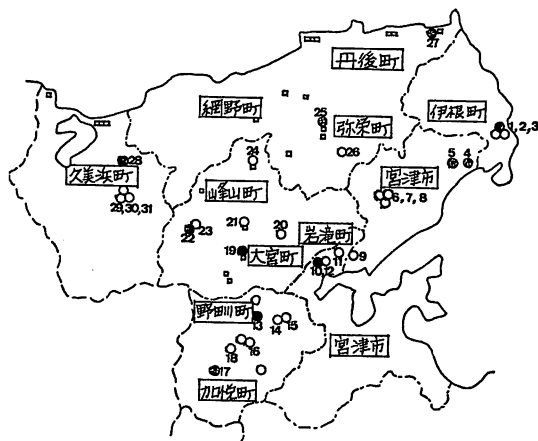 27
丹後町
伊根町
網野町
1,2,3
25
弥栄町
24
26
5 4
28
久美浜町
宮津市
峰山町
6,7,8
29,30,31
21
20
岩滝町
23
22
19
大宮町
9
11
10,12
野田川町
13
14 15
宮津市
16
18
17
加悦町